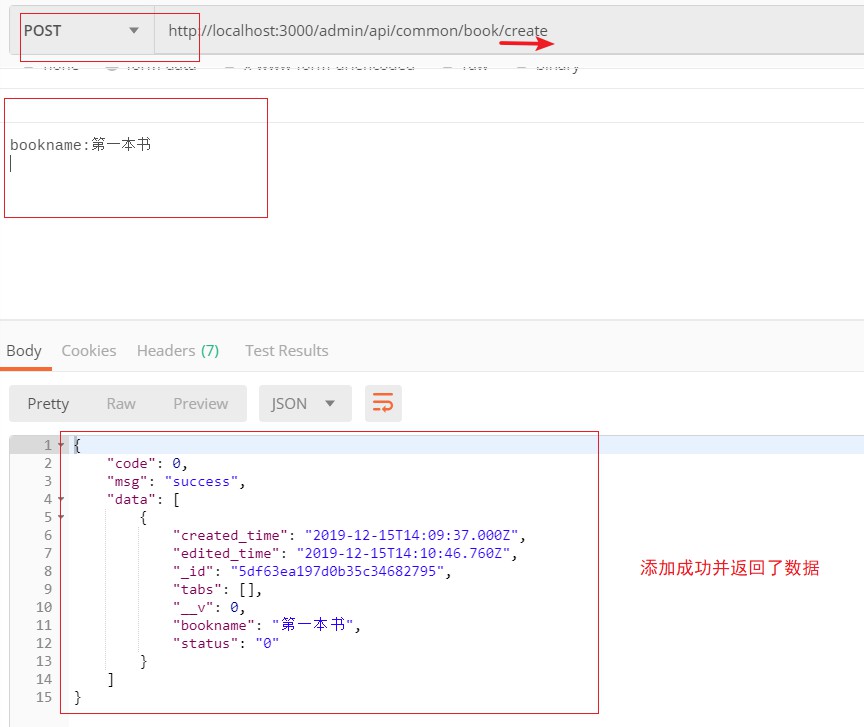 POST http://localhost:3000/admin/api/common/book/create
none form-data x-www-form-urlencoded raw binary
bookname:第一本书
Body Cookies Headers (7) Test Results
Pretty Raw Preview JSON
1 {
2 "code": 0,
3 "msg": "success",
4 "data": [
5 {
6 "created_time": "2019-12-15T14:09:37.000Z",
7 "edited_time": "2019-12-15T14:10:46.760Z",
8 "_id": "5df63ea197d0b35c34682795",
9 "tabs": [],
10 "__v": 0,
11 "bookname": "第一本书",
12 "status": "0"
13 }
14 ]
15 }
添加成功并返回了数据